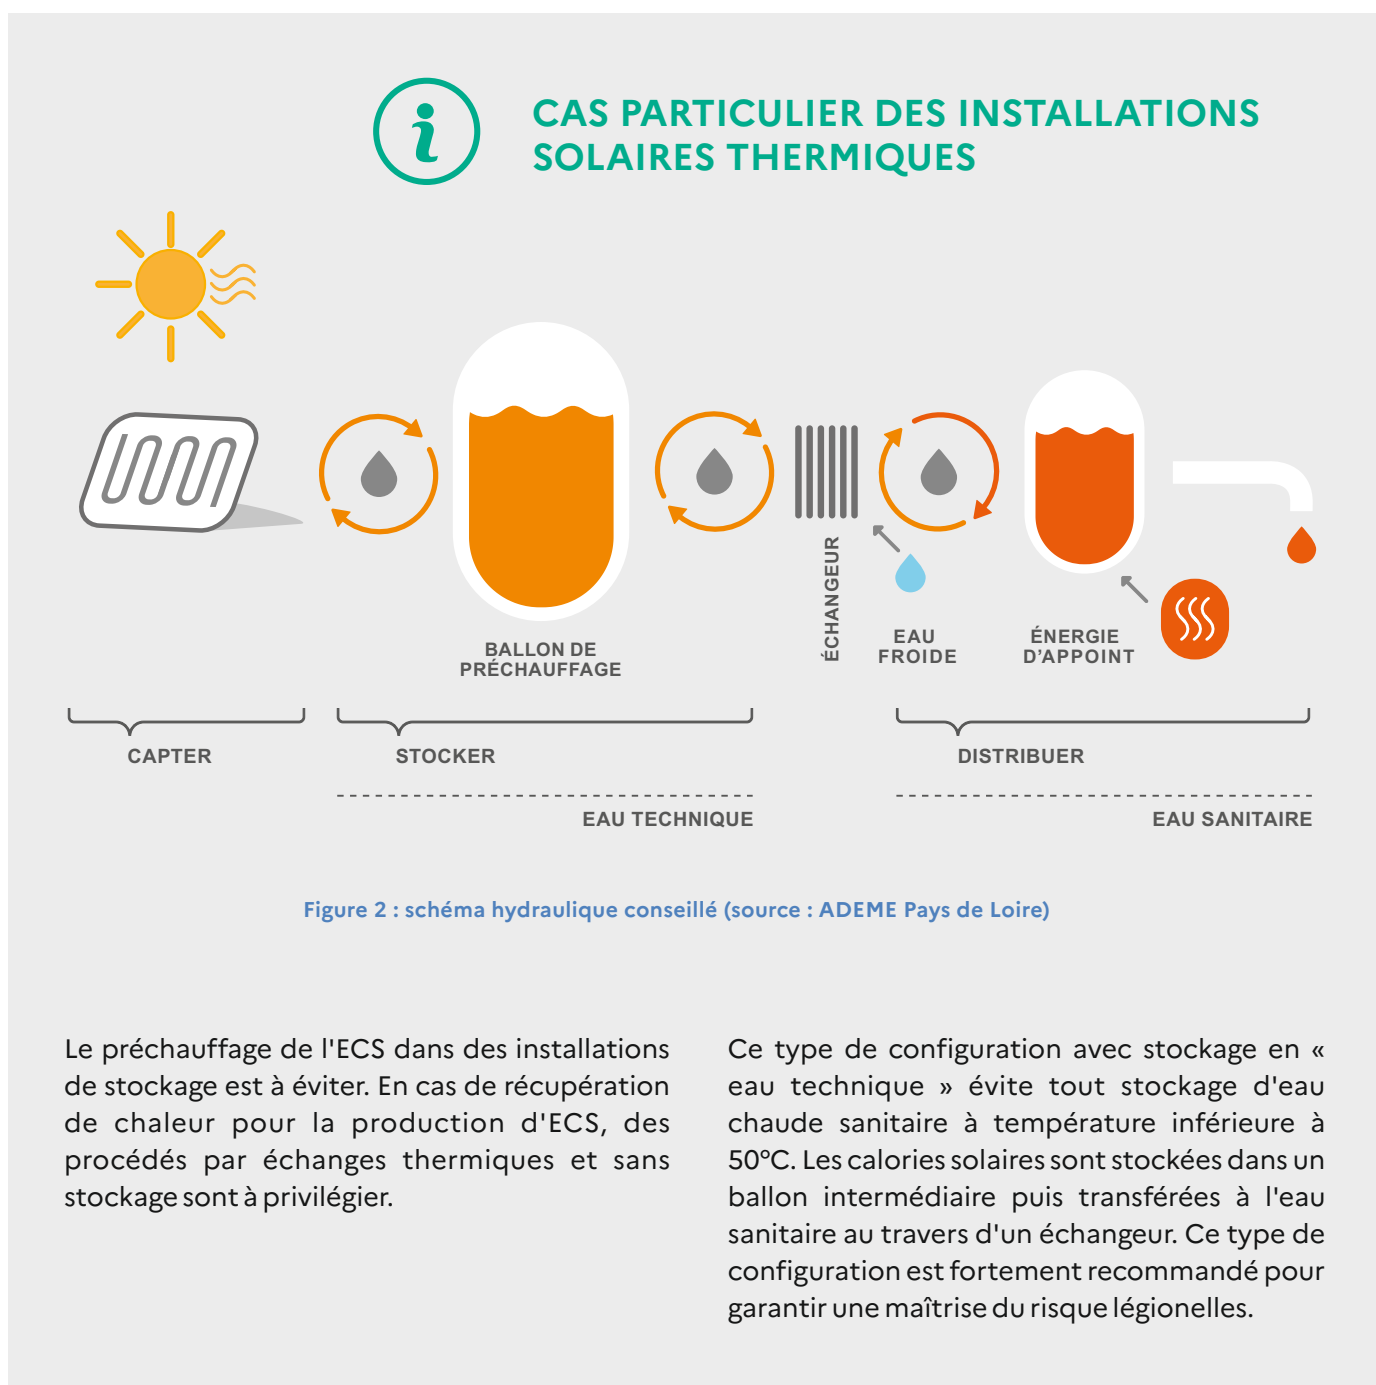 CAS PARTICULIER DES INSTALLATIONS
SOLAIRES THERMIQUES
BALLON DE
PRÉCHAUFFAGE
ÉCHANGEUR
EAU
FROIDE
ÉNERGIE
D'APPOINT
CAPTER
STOCKER
DISTRIBUER
EAU TECHNIQUE
EAU SANITAIRE
Figure 2 : schéma hydraulique conseillé (source : ADEME Pays de Loire)
Le préchauffage de l'ECS dans des installations
de stockage est à éviter. En cas de récupération
de chaleur pour la production d'ECS, des
procédés par échanges thermiques et sans
stockage sont à privilégier.
Ce type de configuration avec stockage en «
eau technique » évite tout stockage d'eau
chaude sanitaire à température inférieure à
50°C. Les calories solaires sont stockées dans un
ballon intermédiaire puis transférées à l'eau
sanitaire au travers d'un échangeur. Ce type de
configuration est fortement recommandé pour
garantir une maîtrise du risque légionelles.